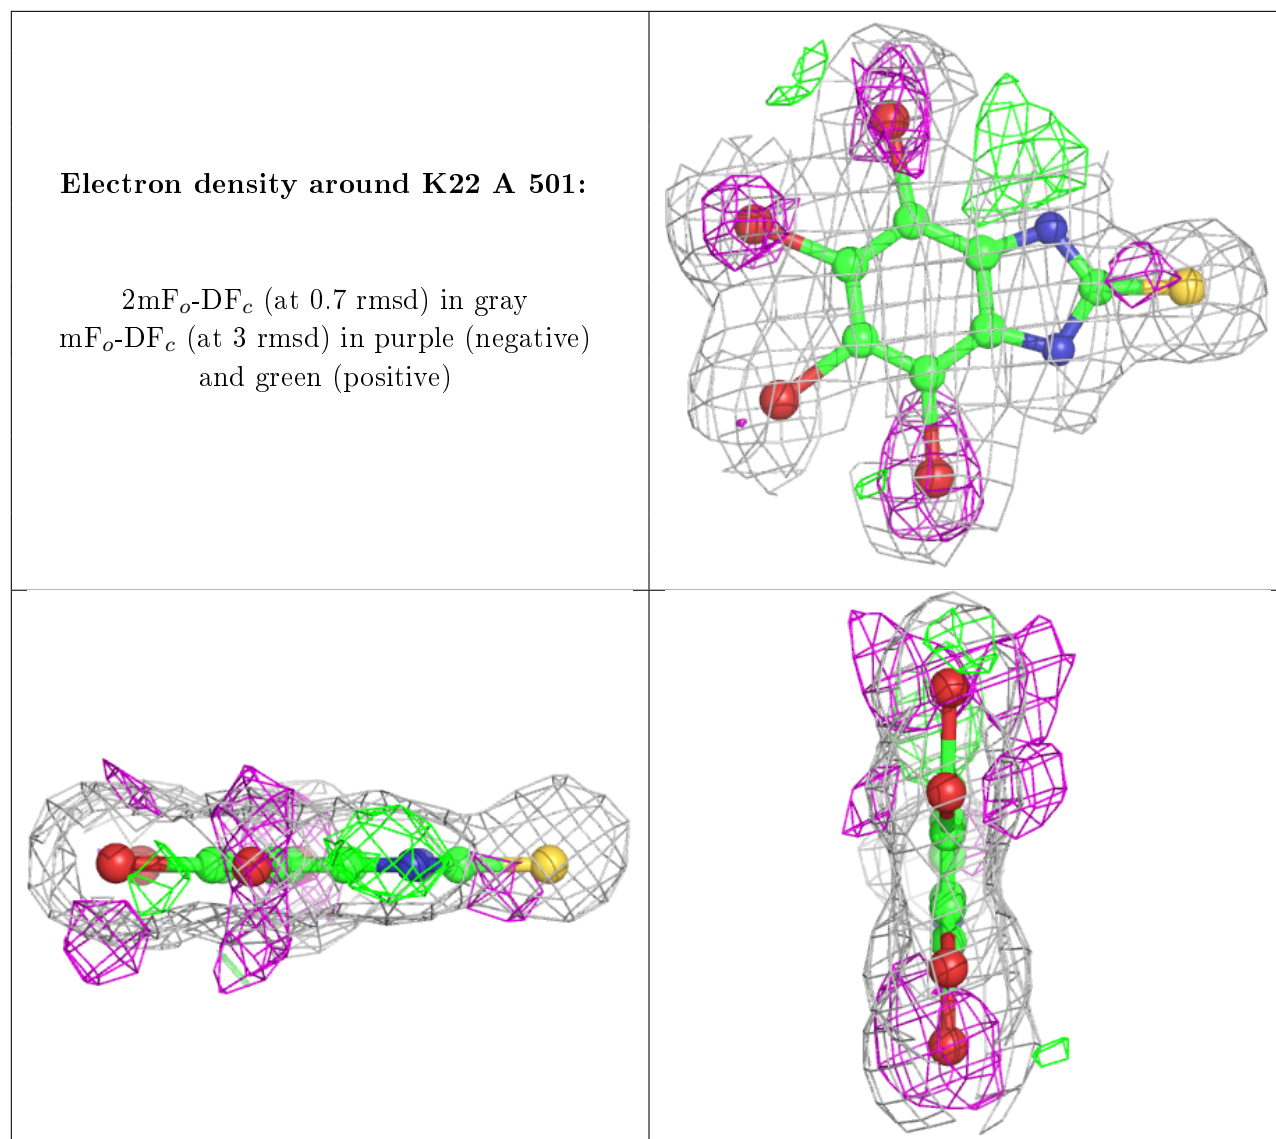 Electron density around K22 A 501:
2mFₒ-DF𝒸 (at 0.7 rmsd) in gray
mFₒ-DF𝒸 (at 3 rmsd) in purple (negative)
and green (positive)